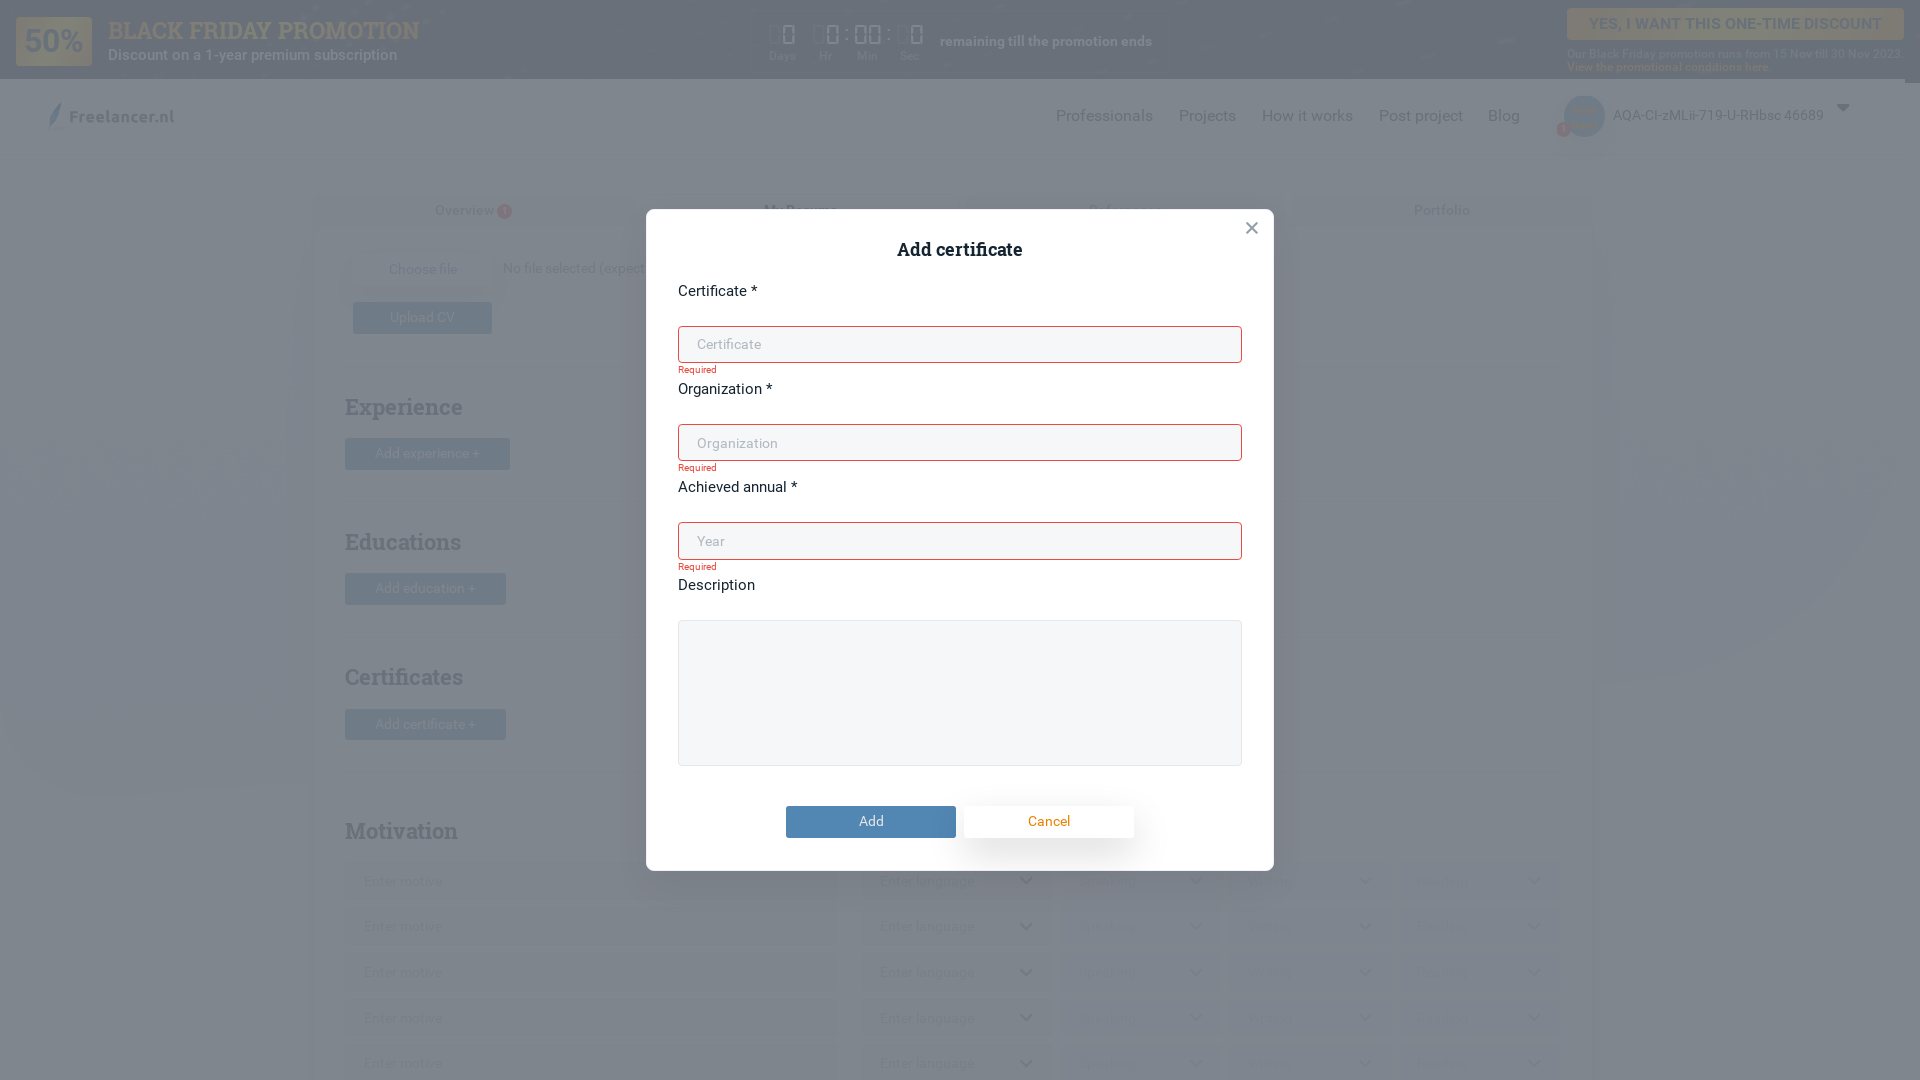 50%
BLACK FRIDAY PROMOTION
Discount on a 1-year premium subscription
0 0 : 00 : 0
Days Hr Min Sec
remaining till the promotion ends
YES, I WANT THIS ONE-TIME DISCOUNT
Our Black Friday promotion runs from 15 Nov till 30 Nov 2023.
View the promotional conditions here
Freelancer.nl
Professionals
Projects
How it works
Post project
Blog
AQA-CI-zMLii-719-U-RHbsc 46689
Overview
Portfolio
Choose file
No file selected (expect
Upload CV
Experience
Add experience +
Educations
Add education +
Certificates
Add certificate +
Motivation
Add certificate
Certificate *
Certificate
Required
Organization *
Organization
Required
Achieved annual *
Year
Required
Description
Add
Cancel
Enter motive
Enter language
Enter motive
Enter language
Enter motive
Enter language
Enter motive
Enter language
Enter motive
Enter language